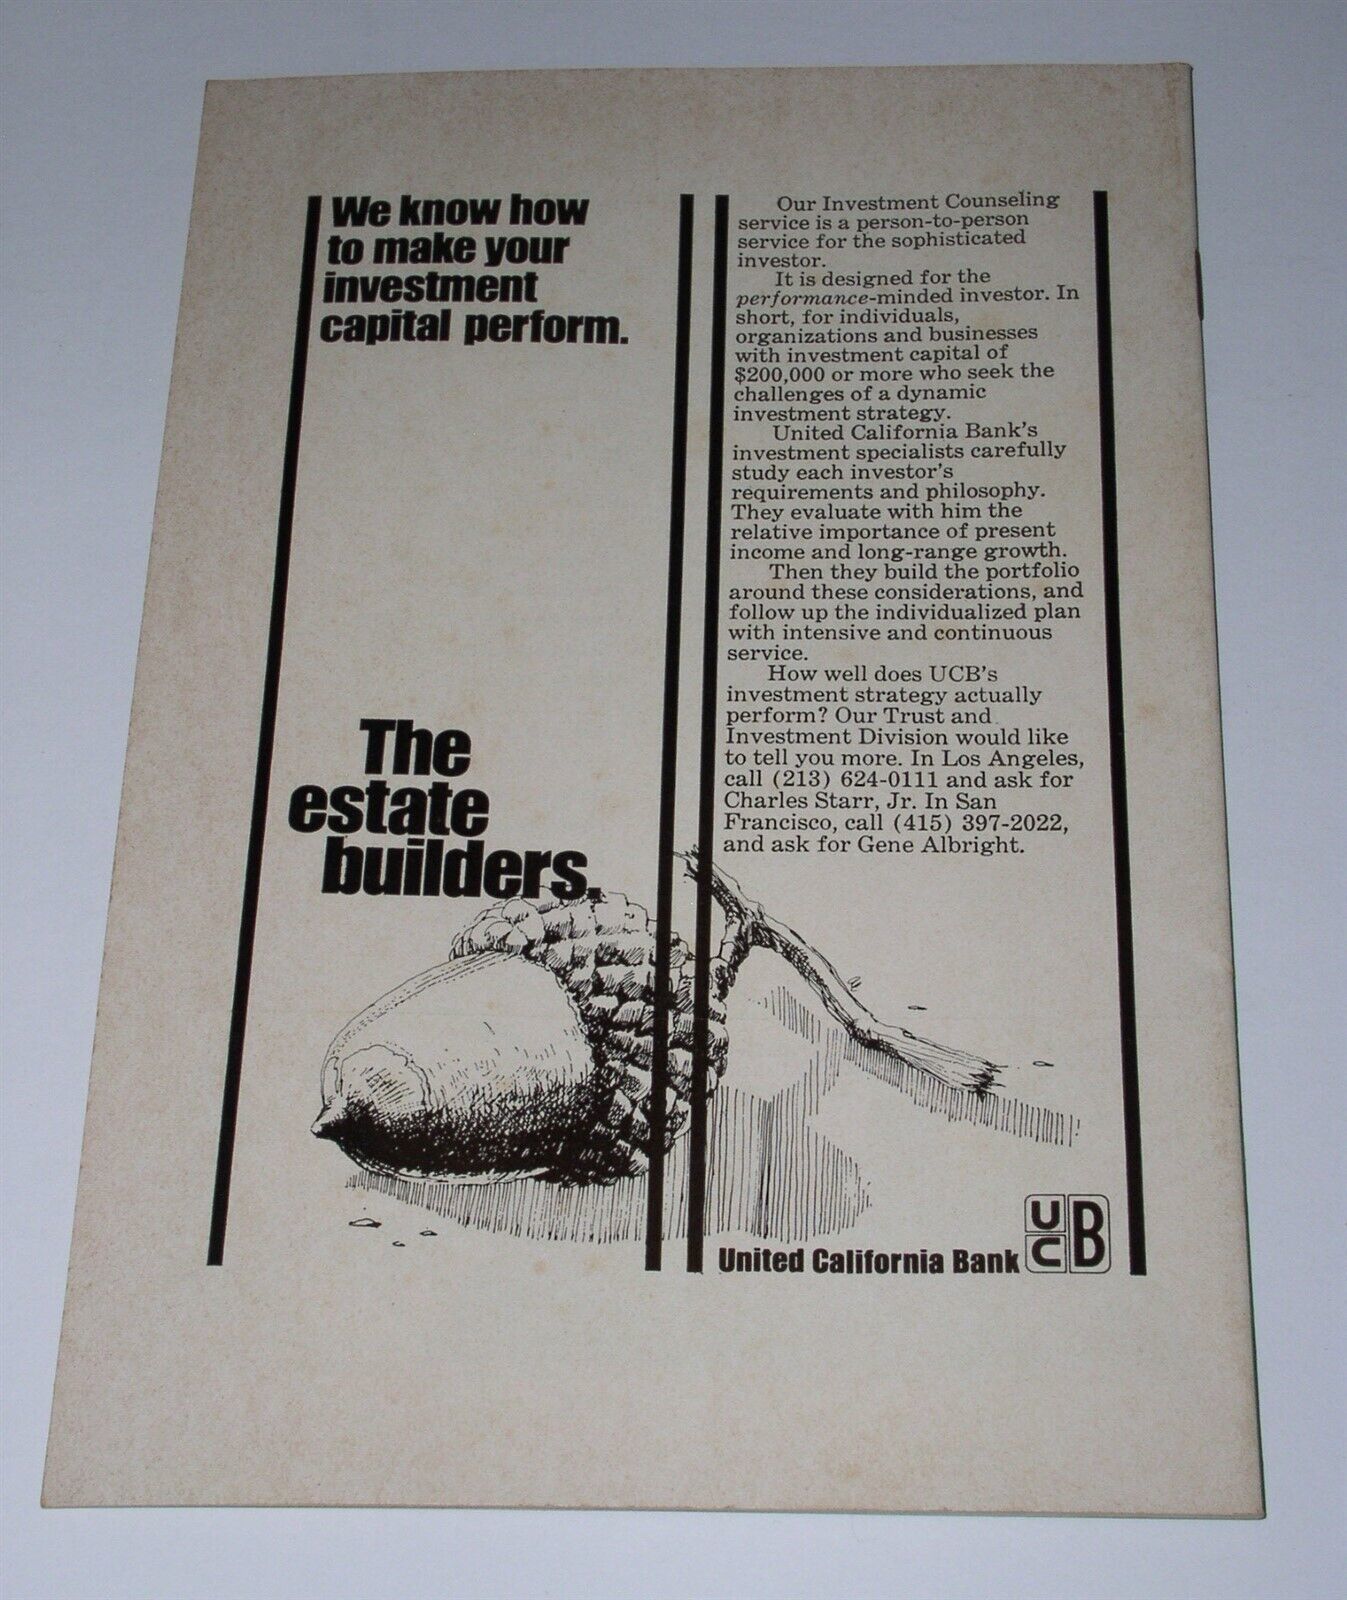 We know how
to make your
investment
capital perform.
The
estate
builders.
Our Investment Counseling
service is a person-to-person
service for the sophisticated
investor.
It is designed for the
performance-minded investor. In
short, for individuals,
organizations and businesses
with investment capital of
$200,000 or more who seek the
challenges of a dynamic
investment strategy.
United California Bank's
investment specialists carefully
study each investor's
requirements and philosophy.
They evaluate with him the
relative importance of present
income and long-range growth.
Then they build the portfolio
around these considerations, and
follow up the individualized plan
with intensive and continuous
service.
How well does UCB's
investment strategy actually
perform? Our Trust and
Investment Division would like
to tell you more. In Los Angeles,
call (213) 624-0111 and ask for
Charles Starr, Jr. In San
Francisco, call (415) 397-2022,
and ask for Gene Albright.
United California Bank
UCB